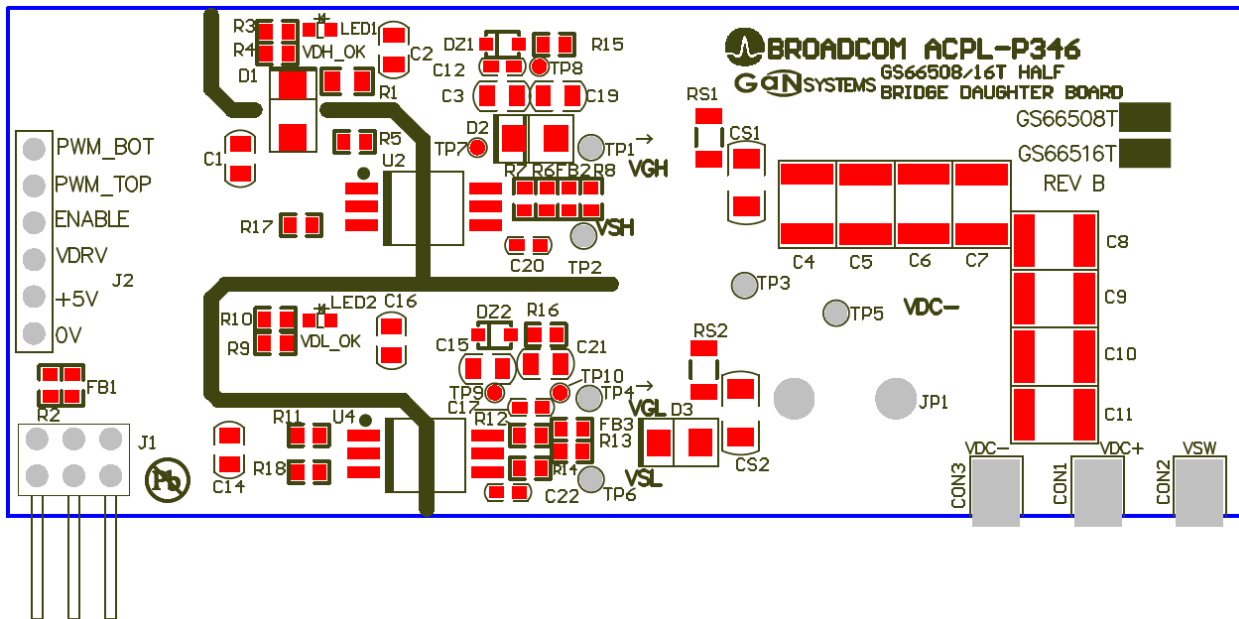 BROADCOM ACPL-P346
GaN SYSTEMS
GS66508/16T HALF
BRIDGE DAUGHTER BOARD
GS66508T
GS66516T
REV B
R3
LED1
R4
VDH_OK
D1
R1
C2
DZ1
R15
C12
TP8
C3
C19
D2
TP7
TP1
VGH
RS1
CS1
C1
R5
U2
R7
R6
FB2
R8
VSH
R17
C20
TP2
PWM_BOT
PWM_TOP
ENABLE
VDRV
+5V
0V
J2
C4
C5
C6
C7
C8
C9
C10
C11
TP3
TP5
VDC-
LED2
C16
R10
R9
VDL_OK
DZ2
R16
C15
C21
TP10
TP9
TP4
C17
VGL
RS2
D3
CS2
JP1
FB1
R2
J1
Pb
R11
U4
R12
FB3
R13
R18
R14
C14
C22
TP6
VSL
VDC-
VDC+
VSW
CON3
CON1
CON2